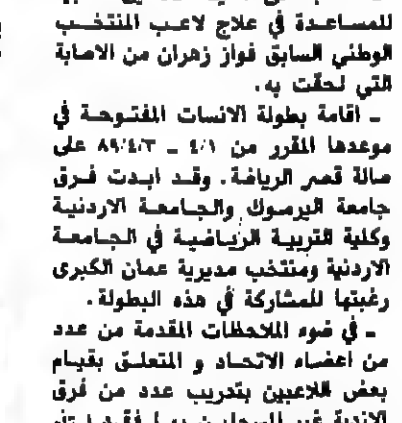 للمساعدة في علاج لاعب المنتخب
الوطني السابق فواز زهران من الاصابة
التي لحقت به.
ـ اقامة بطولة الانسات المفتوحة في
موعدها المقرر من ٤/١ ـ ٨٩/٤/٣ على
صالة قصر الرياضة. وقد ابدت فرق
جامعة اليرموك والجامعة الاردنية
وكلية التربية الرياضية في الجامعة
الاردنية ومنتخب مديرية عمان الكبرى
رغبتها للمشاركة في هذه البطولة.
ـ في ضوء الملاحظات المقدمة من عدد
من اعضاء الاتحاد و المتعلق بقيام
بعض اللاعبين بتدريب عدد من فرق
الاندية غير